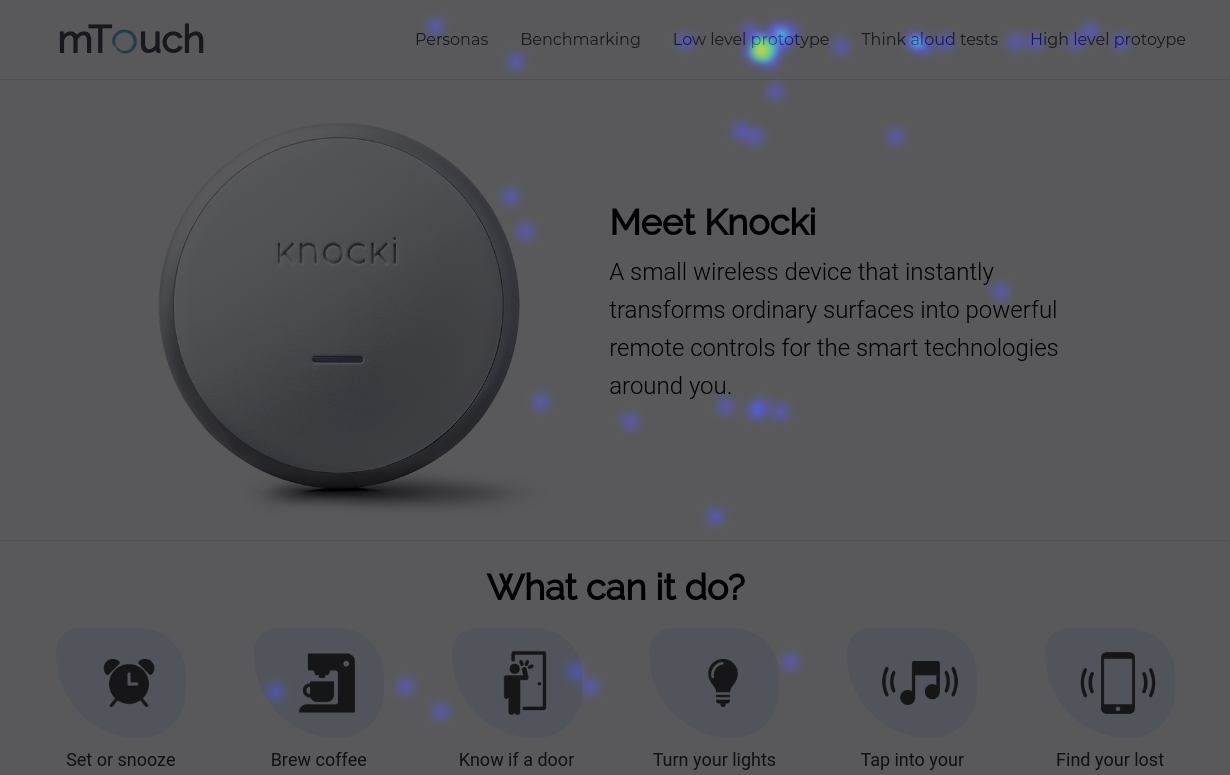 mTouch
Personas Benchmarking Low level prototype Think aloud tests High level protoype
knocki
Meet Knocki
A small wireless device that instantly
transforms ordinary surfaces into powerful
remote controls for the smart technologies
around you.
What can it do?
Set or snooze Brew coffee Know if a door Turn your lights Tap into your Find your lost